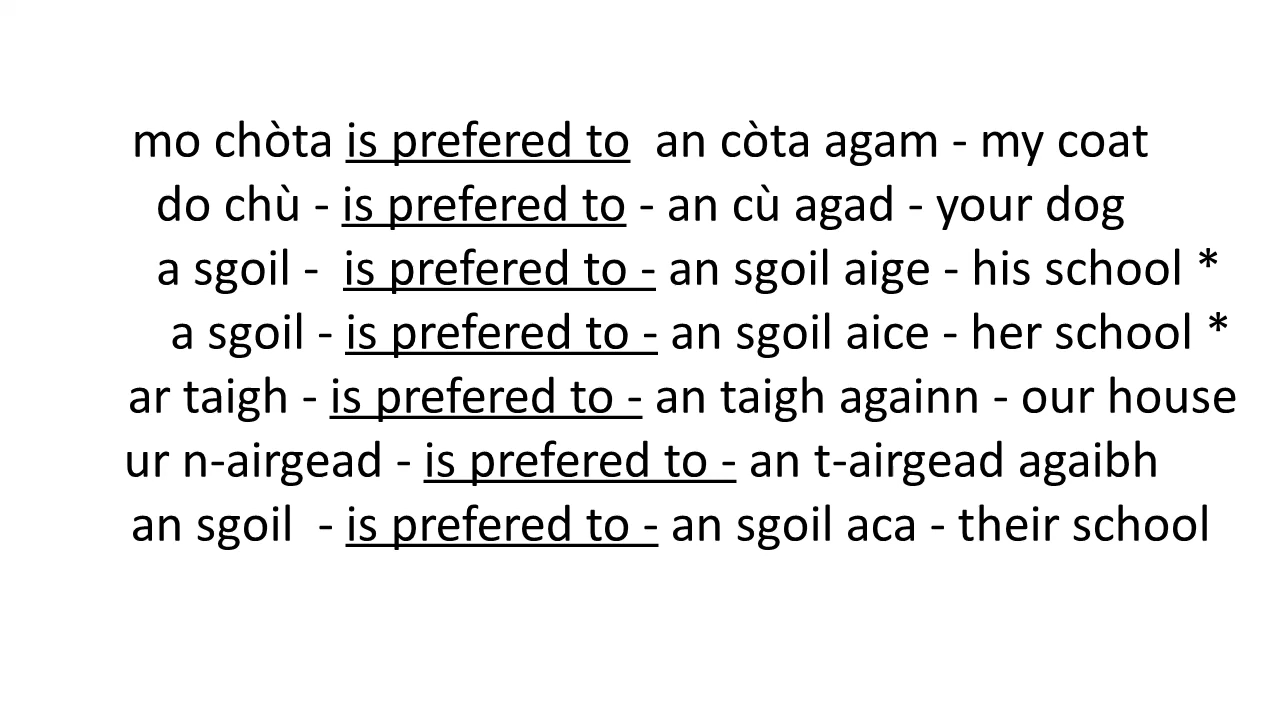 mo chòta is prefered to an còta agam - my coat
do chù - is prefered to - an cù agad - your dog
a sgoil - is prefered to - an sgoil aige - his school *
a sgoil - is prefered to - an sgoil aice - her school *
ar taigh - is prefered to - an taigh againn - our house
ur n-airgead - is prefered to - an t-airgead agaibh
an sgoil - is prefered to - an sgoil aca - their school